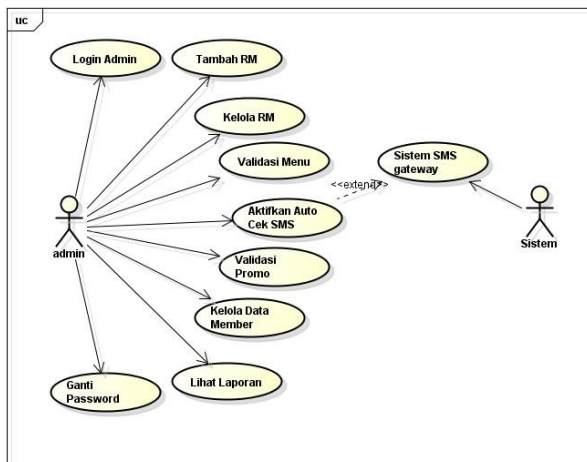 uc
Login Admin
Tambah RM
Kelola RM
Validasi Menu
<<extend>>
Sistem SMS
gateway
Aktifkan Auto
Cek SMS
admin
Sistem
Validasi
Promo
Kelola Data
Member
Ganti
Password
Lihat Laporan